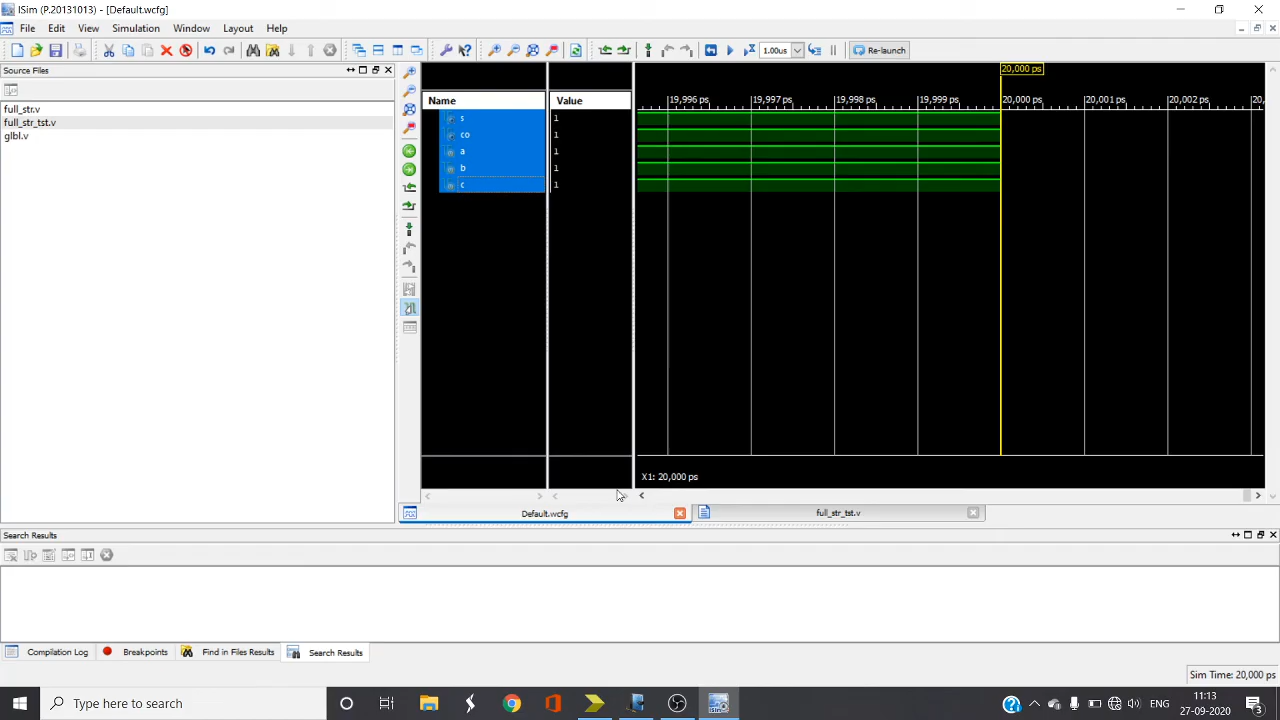 ISim (P.20131013) - [Default.wcfg]
File Edit View Simulation Window Layout Help
1.00us Re-launch
Source Files
full_str.v
full_str_tst.v
glbl.v
Name Value
s 1
co 1
a 1
b 1
c 1
20,000 ps
19,996 ps 19,997 ps 19,998 ps 19,999 ps 20,000 ps 20,001 ps 20,002 ps 20,
X1: 20,000 ps
Default.wcfg full_str_tst.v
Search Results
Compilation Log Breakpoints Find in Files Results Search Results
Sim Time: 20,000 ps
Type here to search
11:13
27-09-2020
3